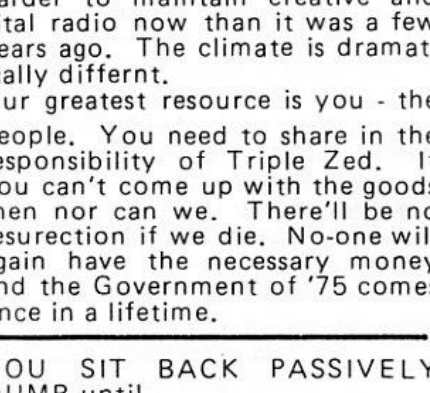 to maintain creative and
ital radio now than it was a few
ears ago. The climate is dramat
cally differnt.
ur greatest resource is you - the
eople. You need to share in the
esponsibility of Triple Zed. I
ou can't come up with the goods
hen nor can we. There'll be no
esurection if we die. No-one wil
gain have the necessary money
nd the Government of '75 comes
nce in a lifetime.
OU SIT BACK PASSIVELY
until